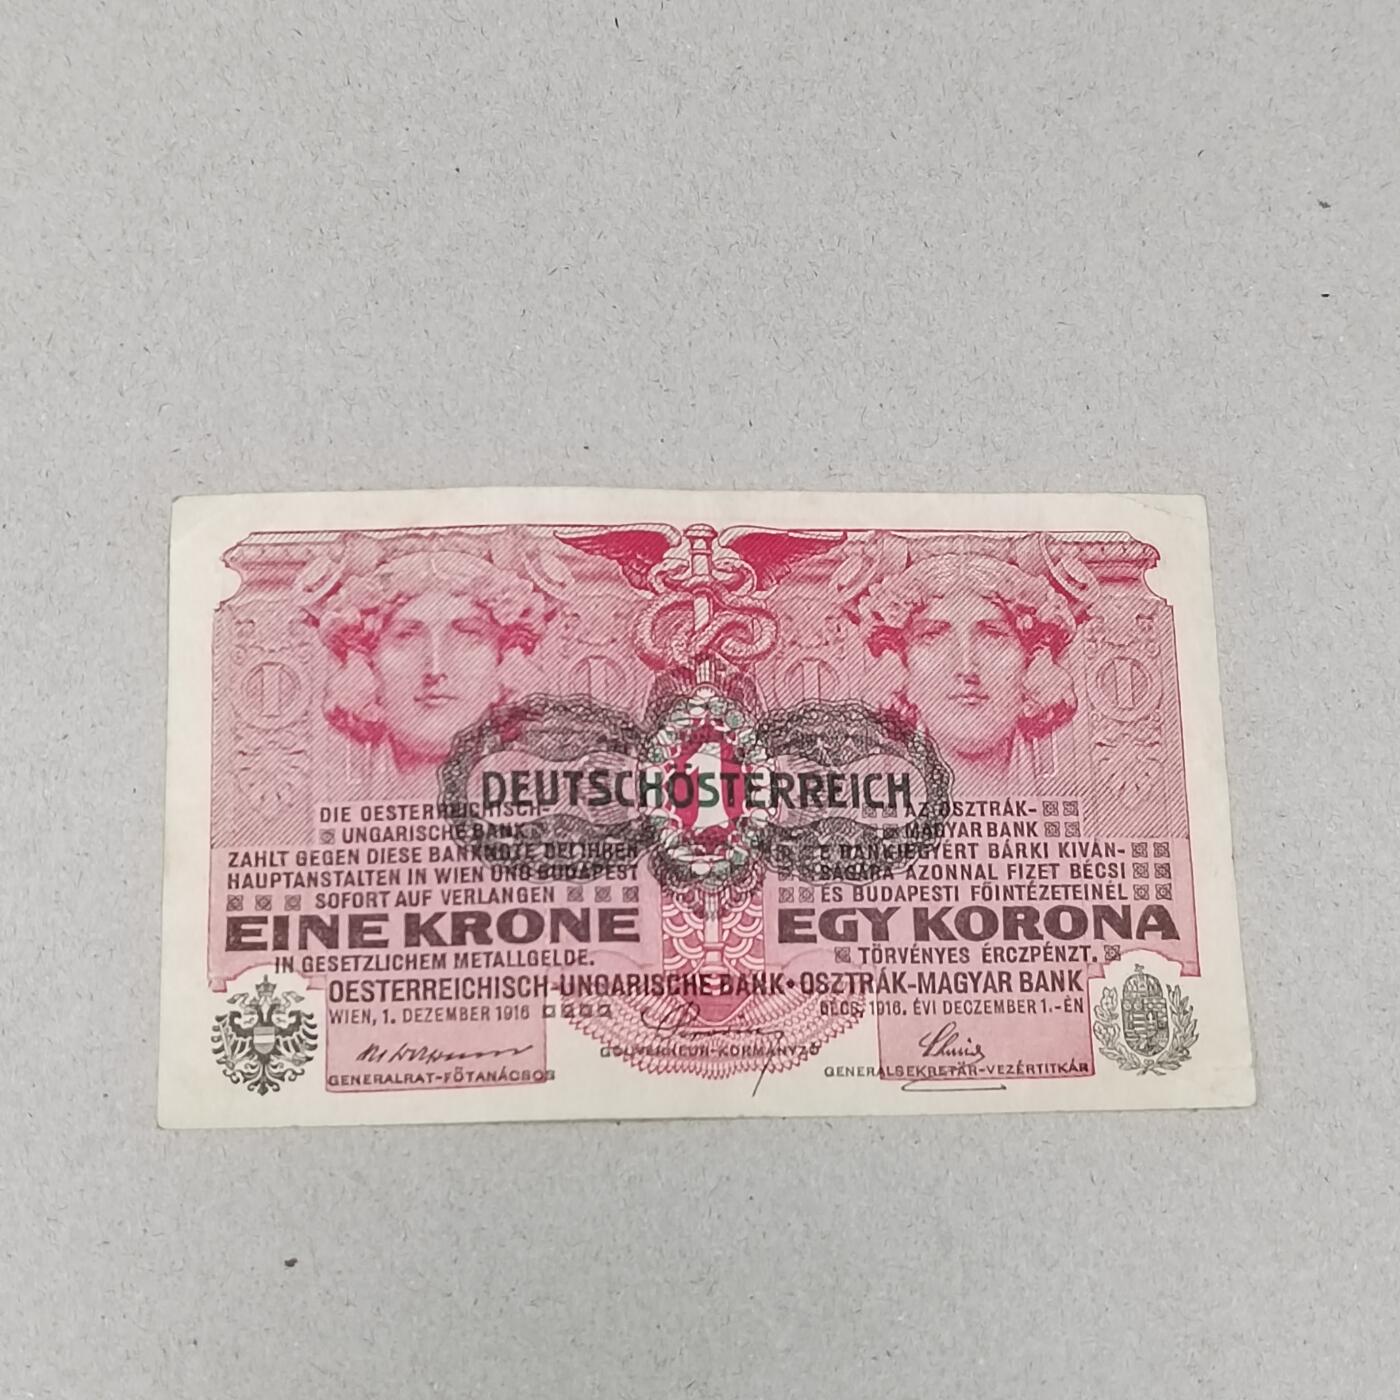 1
DEUTSCHÖSTERREICH
DIE OESTERREICHISCH-
UNGARISCHE BANK
ZAHLT GEGEN DIESE BANKNOTE BEI IHREN
HAUPTANSTALTEN IN WIEN UND BUDAPEST
SOFORT AUF VERLANGEN
EINE KRONE
IN GESETZLICHEM METALLGELDE.
AZ OSZTRÁK-
MAGYAR BANK
E BANKJEGYÉRT BÁRKI KIVÁN-
SÁGÁRA AZONNAL FIZET BÉCSI
ÉS BUDAPESTI FŐINTÉZETEINÉL
EGY KORONA
TÖRVÉNYES ÉRCZPÉNZT.
OESTERREICHISCH-UNGARISCHE BANK • OSZTRÁK-MAGYAR BANK
WIEN, 1. DEZEMBER 1916
BÉCS, 1916. ÉVI DECZEMBER 1.-ÉN
GENERALRAT-FŐTANÁCSOS
GOUVERNEUR-KORMÁNYZÓ
GENERALSEKRETÄR-VEZÉRTITKÁR